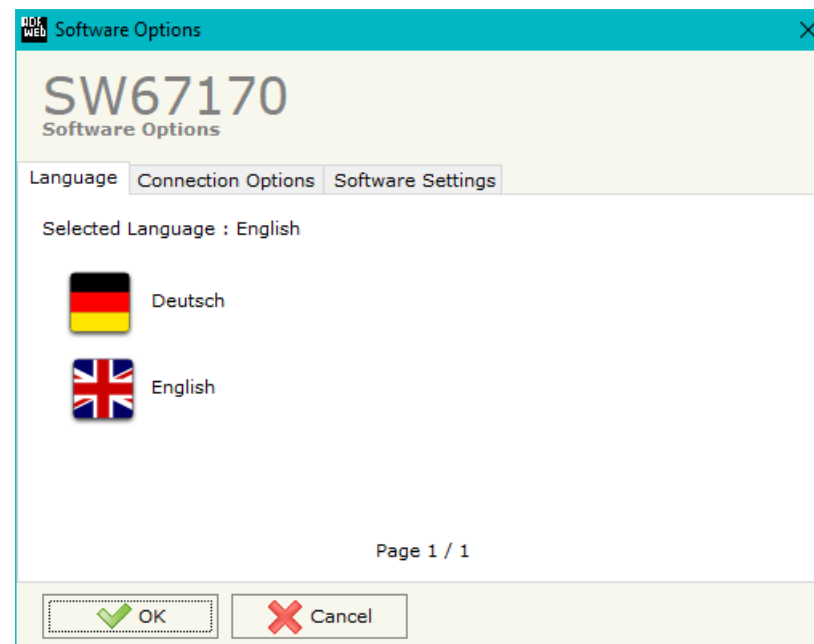 ADF
WEB
Software Options
SW67170
Software Options
Language Connection Options Software Settings
Selected Language : English
Deutsch
English
Page 1 / 1
OK Cancel